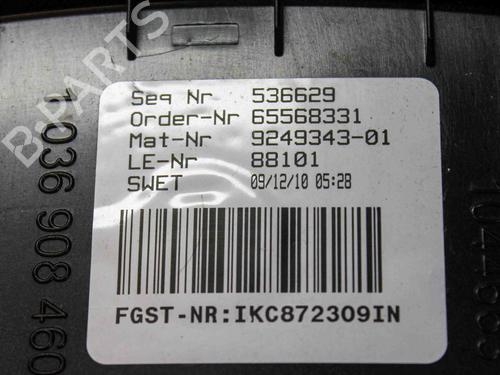 Seq Nr 536629
Order-Nr 65568331
Mat-Nr 9249343-01
LE-Nr 88101
SWET 09/12/10 05:28
FGST-NR:IKC872309IN
1036 908 460
B-PARTS